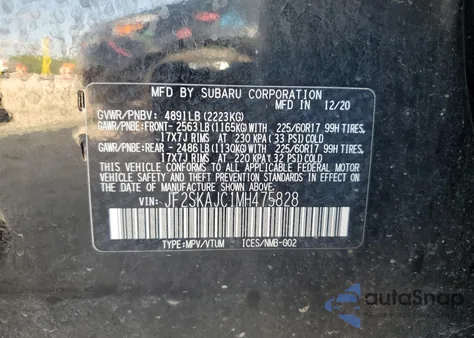 MFD BY SUBARU CORPORATION
MFD IN 12/20
GVWR/PNBV: 4891LB (2223KG)
GAWR/PNBE: FRONT- 2563LB (1165KG) WITH 225/60R17 99H TIRES,
17X7J RIMS AT 230 KPA (33 PSI) COLD
GAWR/PNBE: REAR- 2486LB (1130KG) WITH 225/60R17 99H TIRES,
17X7J RIMS AT 220 KPA (32 PSI) COLD
THIS VEHICLE CONFORMS TO ALL APPLICABLE FEDERAL MOTOR
VEHICLE SAFETY, BUMPER, AND THEFT PREVENTION STANDARDS IN
EFFECT ON THE DATE OF MANUFACTURE SHOWN ABOVE.
VIN: JF2SKAJC1MH475828
TYPE:MPV/VTUM ICES/NMB-002
autoSnap